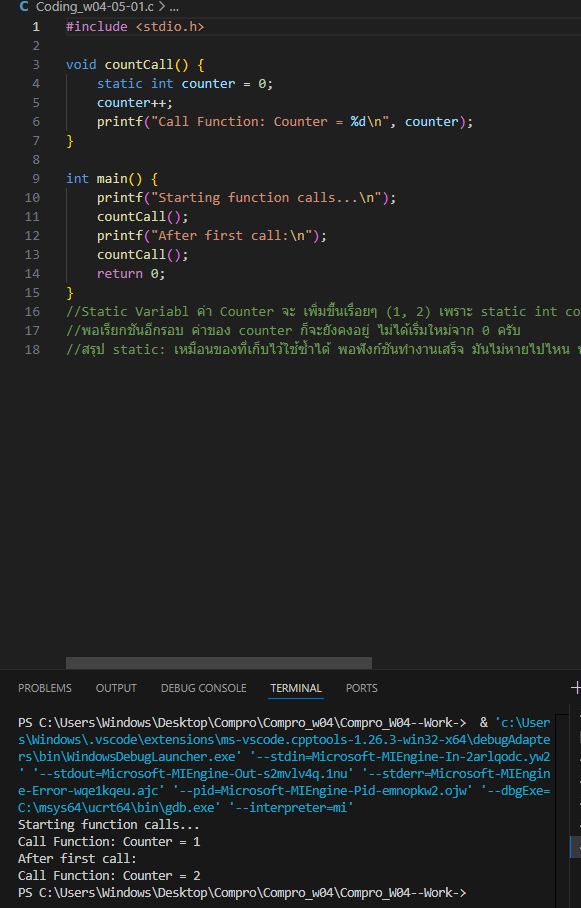 Coding_w04-05-01.c > ...
1 #include <stdio.h>
2
3 void countCall() {
4 static int counter = 0;
5 counter++;
6 printf("Call Function: Counter = %d\n", counter);
7 }
8
9 int main() {
10 printf("Starting function calls...\n");
11 countCall();
12 printf("After first call:\n");
13 countCall();
14 return 0;
15 }
16 //Static Variabl ค่า Counter จะ เพิ่มขึ้นเรื่อยๆ (1, 2) เพราะ static int co
17 //พอเรียกชันอีกรอบ ค่าของ counter ก็จะยังคงอยู่ ไม่ได้เริ่มใหม่จาก 0 ครับ
18 //สรุป static: เหมือนของที่เก็บไว้ใช้ซ้ำได้ พอฟังก์ชันทำงานเสร็จ มันไม่หายไปไหน
PROBLEMS OUTPUT DEBUG CONSOLE TERMINAL PORTS
PS C:\Users\Windows\Desktop\Compro\Compro_w04\Compro_W04--Work-> & 'c:\User
s\Windows\.vscode\extensions\ms-vscode.cpptools-1.26.3-win32-x64\debugAdapte
rs\bin\WindowsDebugLauncher.exe' '--stdin=Microsoft-MIEngine-In-2arlqodc.yw2
' '--stdout=Microsoft-MIEngine-Out-s2mvlv4q.1nu' '--stderr=Microsoft-MIEngin
e-Error-wqe1kqeu.ajc' '--pid=Microsoft-MIEngine-Pid-emnopkw2.ojw' '--dbgExe=
C:\msys64\ucrt64\bin\gdb.exe' '--interpreter=mi'
Starting function calls...
Call Function: Counter = 1
After first call:
Call Function: Counter = 2
PS C:\Users\Windows\Desktop\Compro\Compro_w04\Compro_W04--Work->